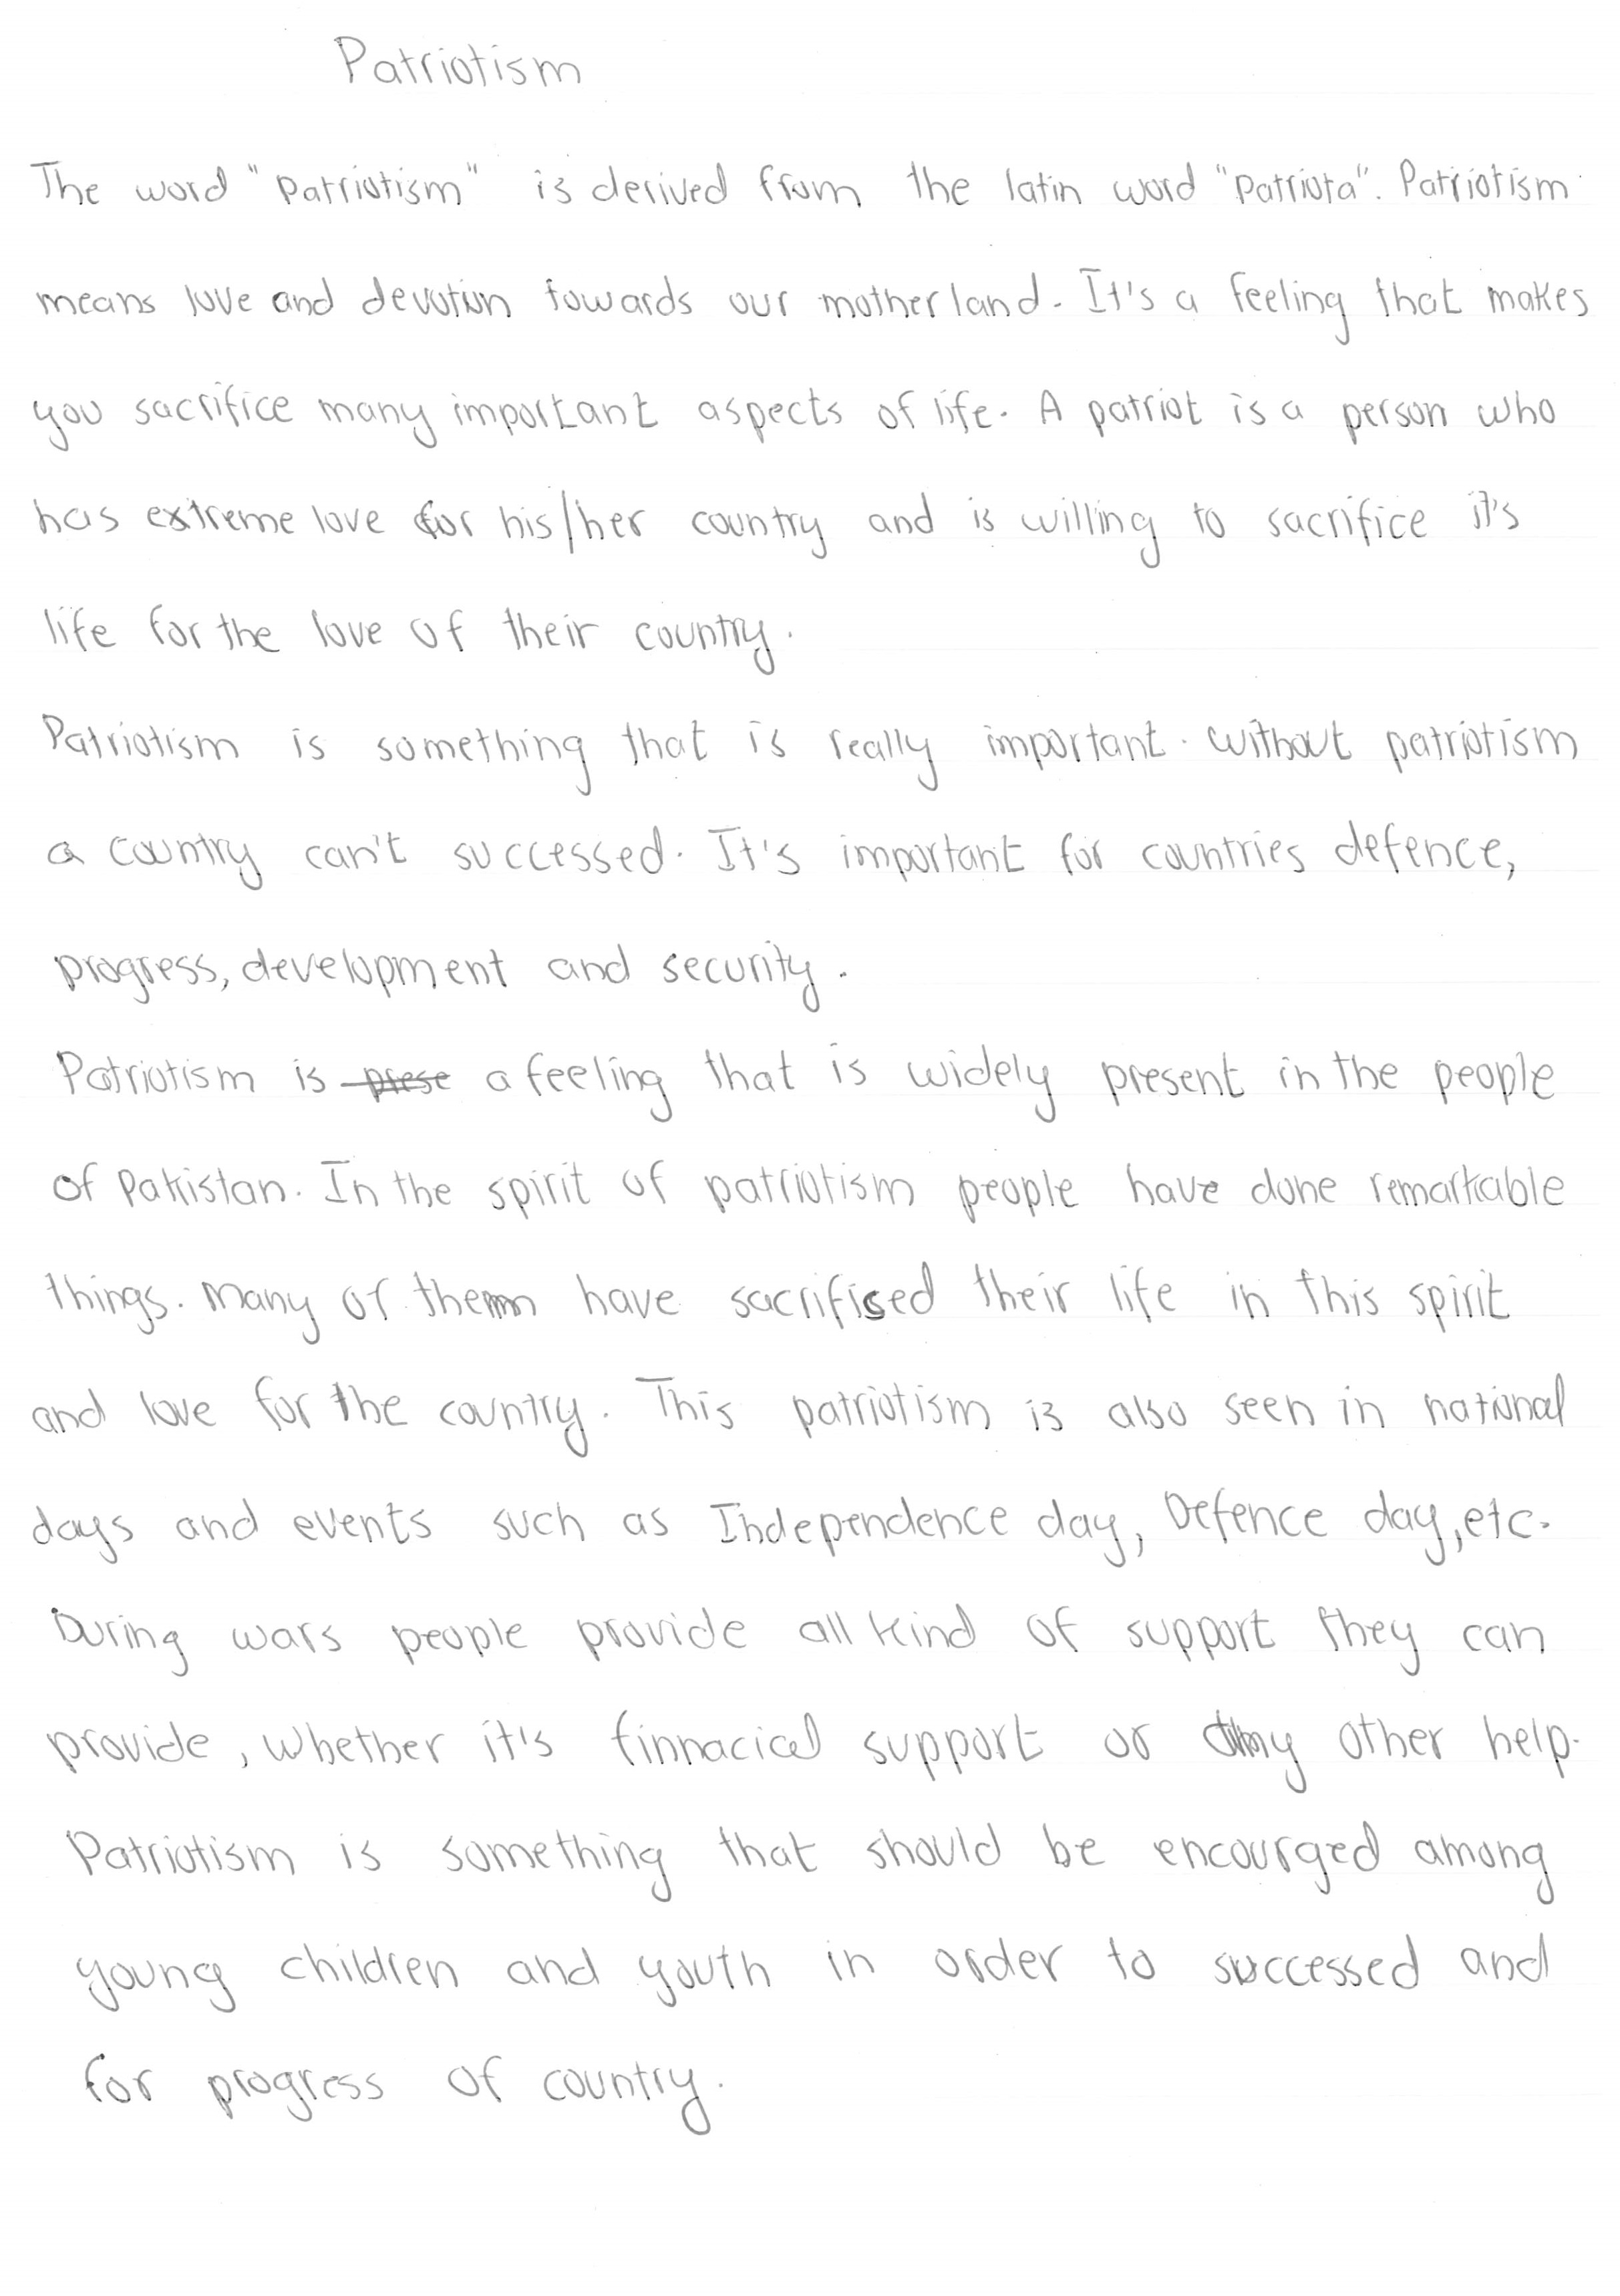 Patriotism
The word "Patriotism" is derived from the latin word "Patriota". Patriotism
means love and devotion towards our motherland. It's a feeling that makes
you sacrifice many important aspects of life. A patriot is a person who
has extreme love for his/her country and is willing to sacrifice it's
life for the love of their country.
Patriotism is something that is really important. Without patriotism
a country can't successed. It's important for countries defence,
progress, development and security.
Patriotism is prese a feeling that is widely present in the people
of Pakistan. In the spirit of patriotism people have done remarkable
things. Many of them have sacrificed their life in this spirit
and love for the country. This patriotism is also seen in national
days and events such as Independence day, Defence day, etc.
During wars people provide all kind of support they can
provide, whether it's finnacical support or any other help.
Patriotism is something that should be encourged among
young children and youth in order to successed and
for progress of country.